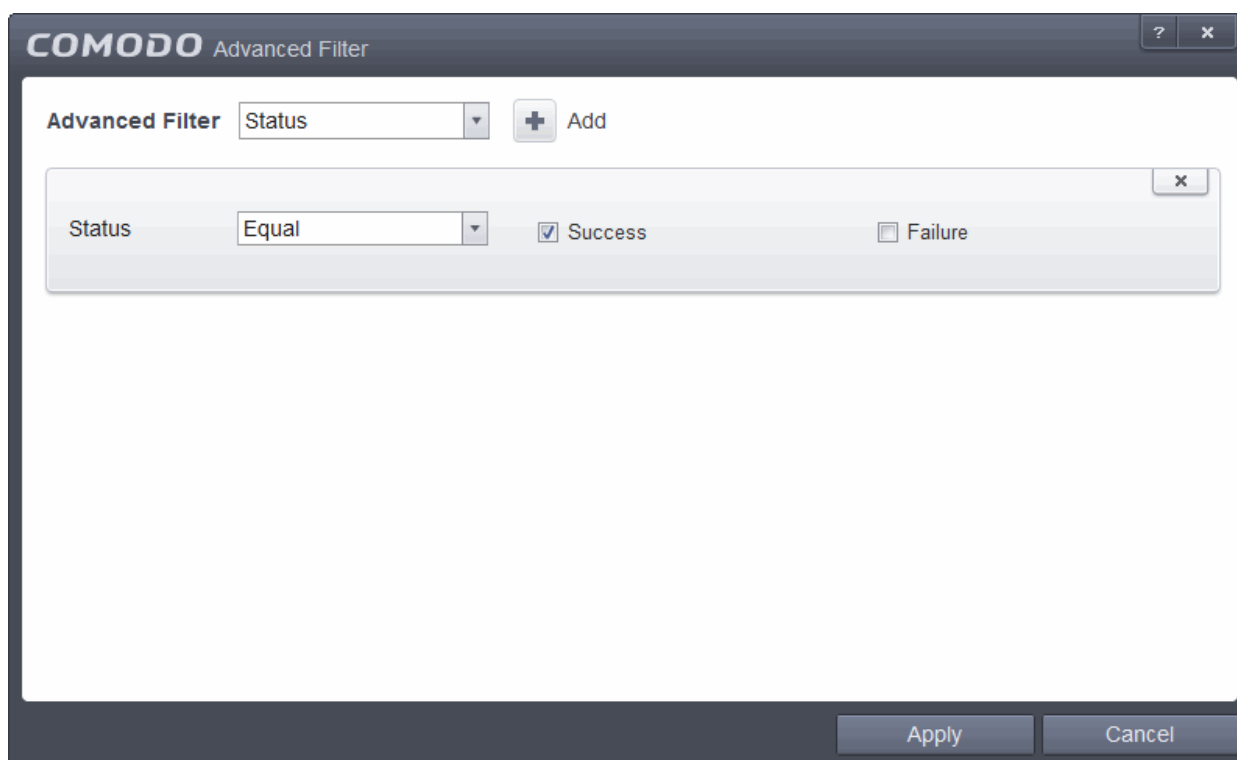 COMODO Advanced Filter ? x
Advanced Filter Status Add
Status Equal Success Failure
Apply Cancel